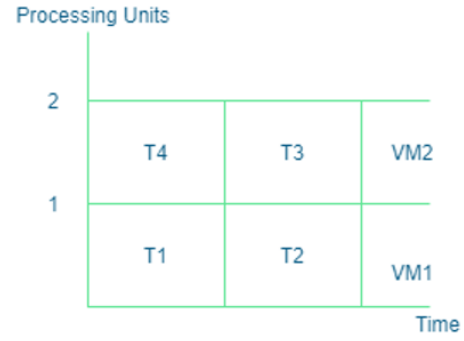 Processing Units
2
T4 T3 VM2
1
T1 T2 VM1
Time